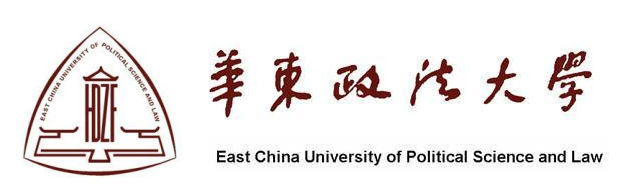 EAST CHINA UNIVERSITY OF POLITICAL SCIENCE AND LAW
HDZF
華東政法大學
East China University of Political Science and Law